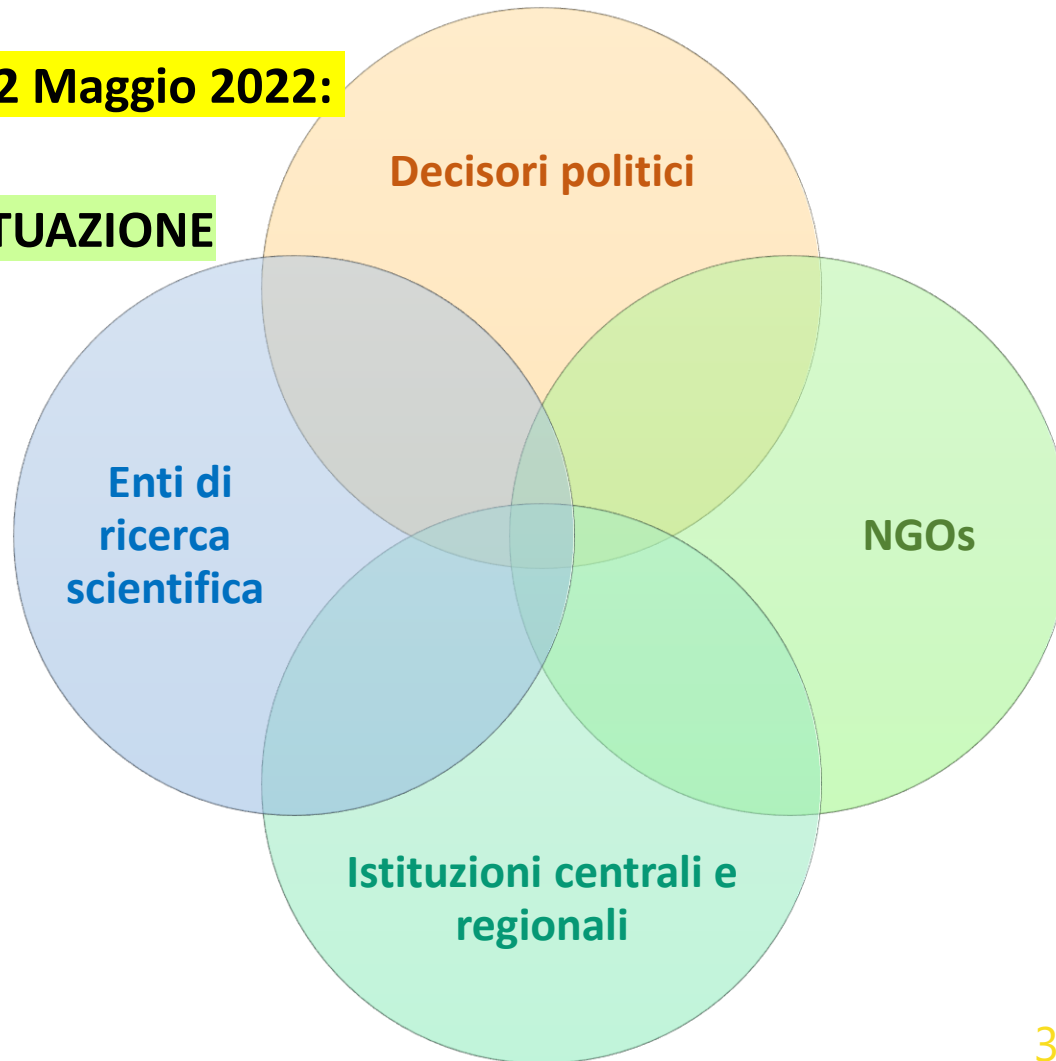 2 Maggio 2022:
Decisori politici
TUAZIONE
Enti di
ricerca
scientifica
NGOs
Istituzioni centrali e
regionali
3